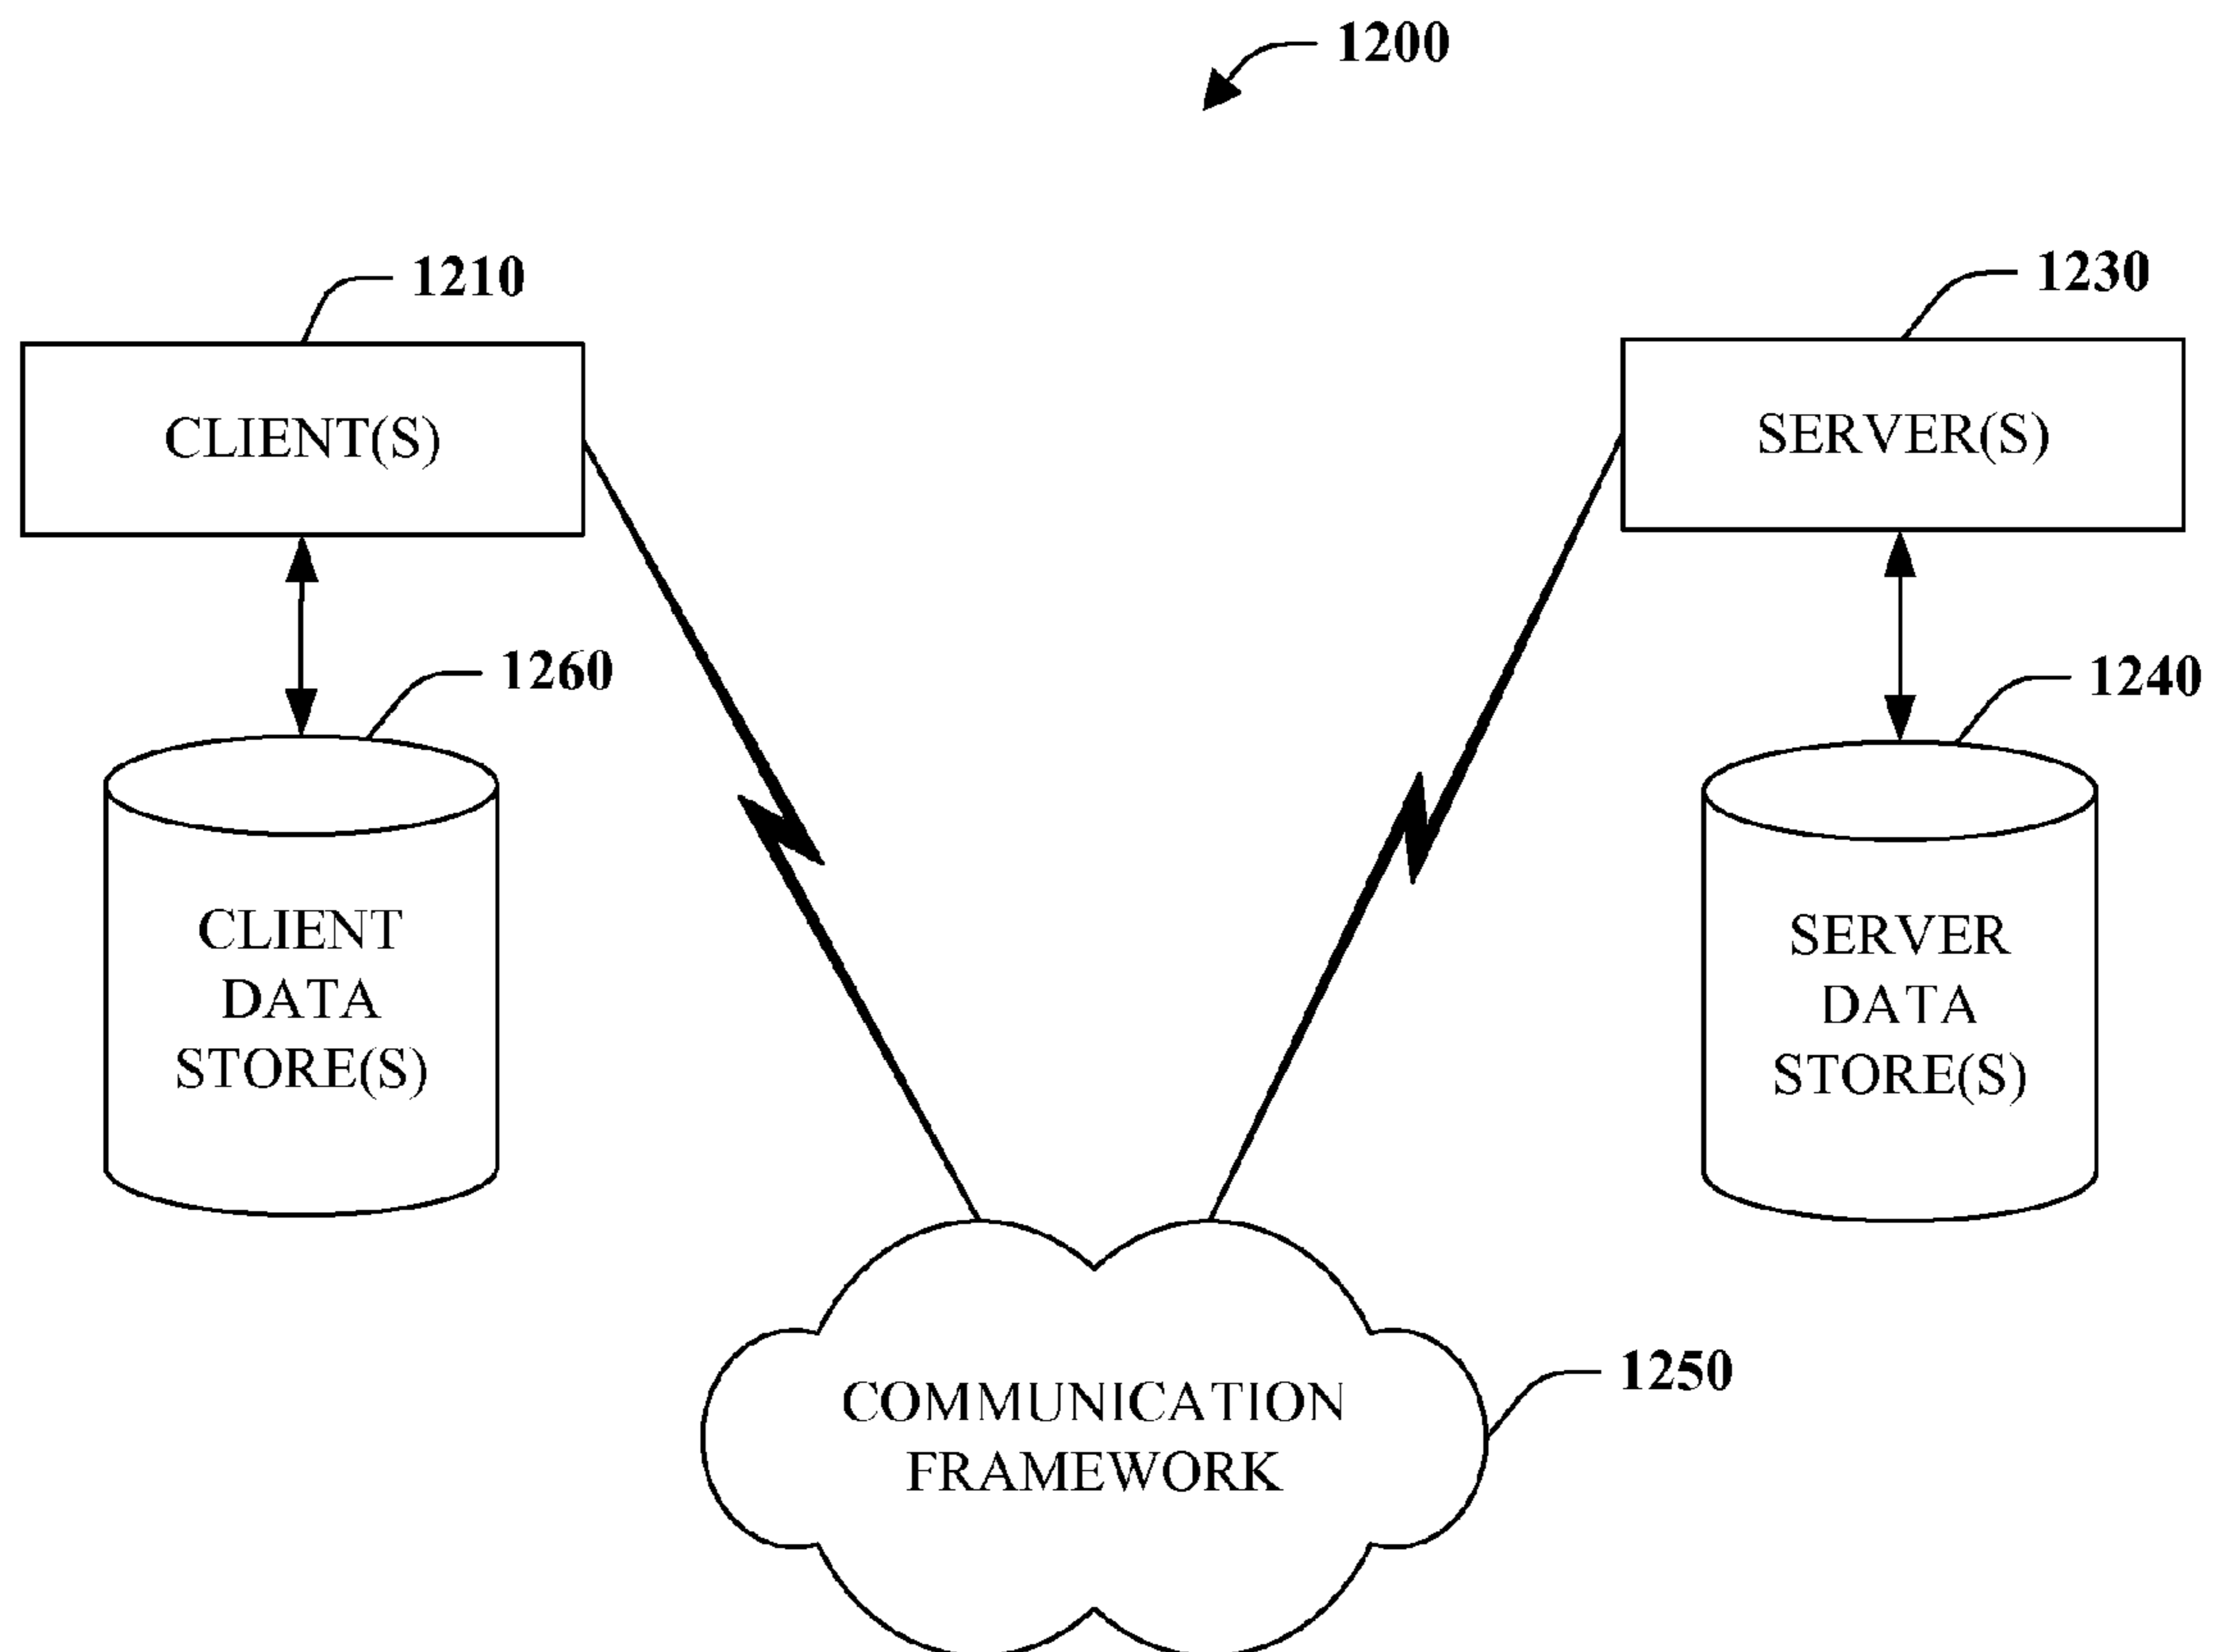 1200
1210
1230
CLIENT(S)
SERVER(S)
1260
1240
CLIENT
DATA
STORE(S)
SERVER
DATA
STORE(S)
1250
COMMUNICATION
FRAMEWORK